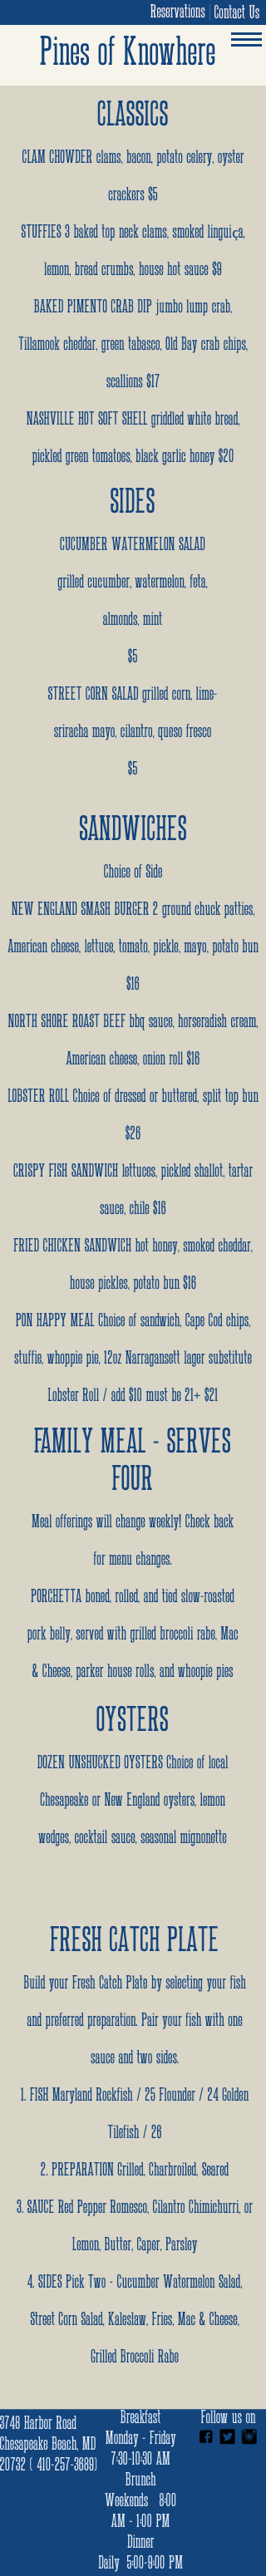 Reservations | Contact Us
Pines of Knowhere
CLASSICS
CLAM CHOWDER clams, bacon, potato celery, oyster
crackers $5
STUFFIES 3 baked top neck clams, smoked linguiça,
lemon, bread crumbs, house hot sauce $9
BAKED PIMENTO CRAB DIP jumbo lump crab,
Tillamook cheddar, green tabasco, Old Bay crab chips,
scallions $17
NASHVILLE HOT SOFT SHELL griddled white bread,
pickled green tomatoes, black garlic honey $20
SIDES
CUCUMBER WATERMELON SALAD
grilled cucumber, watermelon, feta,
almonds, mint
$5
STREET CORN SALAD grilled corn, lime-
sriracha mayo, cilantro, queso fresco
$5
SANDWICHES
Choice of Side
NEW ENGLAND SMASH BURGER 2 ground chuck patties,
American cheese, lettuce, tomato, pickle, mayo, potato bun
$16
NORTH SHORE ROAST BEEF bbq sauce, horseradish cream,
American cheese, onion roll $16
LOBSTER ROLL Choice of dressed or buttered, split top bun
$26
CRISPY FISH SANDWICH lettuces, pickled shallot, tartar
sauce, chile $16
FRIED CHICKEN SANDWICH hot honey, smoked cheddar,
house pickles, potato bun $16
PON HAPPY MEAL Choice of sandwich, Cape Cod chips,
stuffie, whoppie pie, 12oz Narragansett lager substitute
Lobster Roll / add $10 must be 21+ $21
FAMILY MEAL - SERVES
FOUR
Meal offerings will change weekly! Check back
for menu changes.
PORCHETTA boned, rolled, and tied slow-roasted
pork belly, served with grilled broccoli rabe, Mac
& Cheese, parker house rolls, and whoopie pies
OYSTERS
DOZEN UNSHUCKED OYSTERS Choice of local
Chesapeake or New England oysters, lemon
wedges, cocktail sauce, seasonal mignonette
FRESH CATCH PLATE
Build your Fresh Catch Plate by selecting your fish
and preferred preparation. Pair your fish with one
sauce and two sides.
1. FISH Maryland Rockfish / 25 Flounder / 24 Golden
Tilefish / 26
2. PREPARATION Grilled, Charbroiled, Seared
3. SAUCE Red Pepper Romesco, Cilantro Chimichurri, or
Lemon, Butter, Caper, Parsley
4. SIDES Pick Two - Cucumber Watermelon Salad,
Street Corn Salad, Kaleslaw, Fries, Mac & Cheese,
Grilled Broccoli Rabe
3748 Harbor Road
Chesapeake Beach, MD
20732 ( 410-257-3689)
Breakfast
Monday - Friday
7:30-10:30 AM
Brunch
Weekends 8:00
AM - 1:00 PM
Dinner
Daily 5:00-9:00 PM
Follow us on